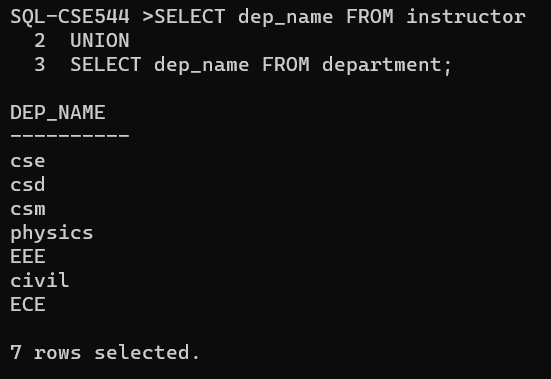 SQL-CSE544 >SELECT dep_name FROM instructor
2 UNION
3 SELECT dep_name FROM department;
DEP_NAME
----------
cse
csd
csm
physics
EEE
civil
ECE
7 rows selected.